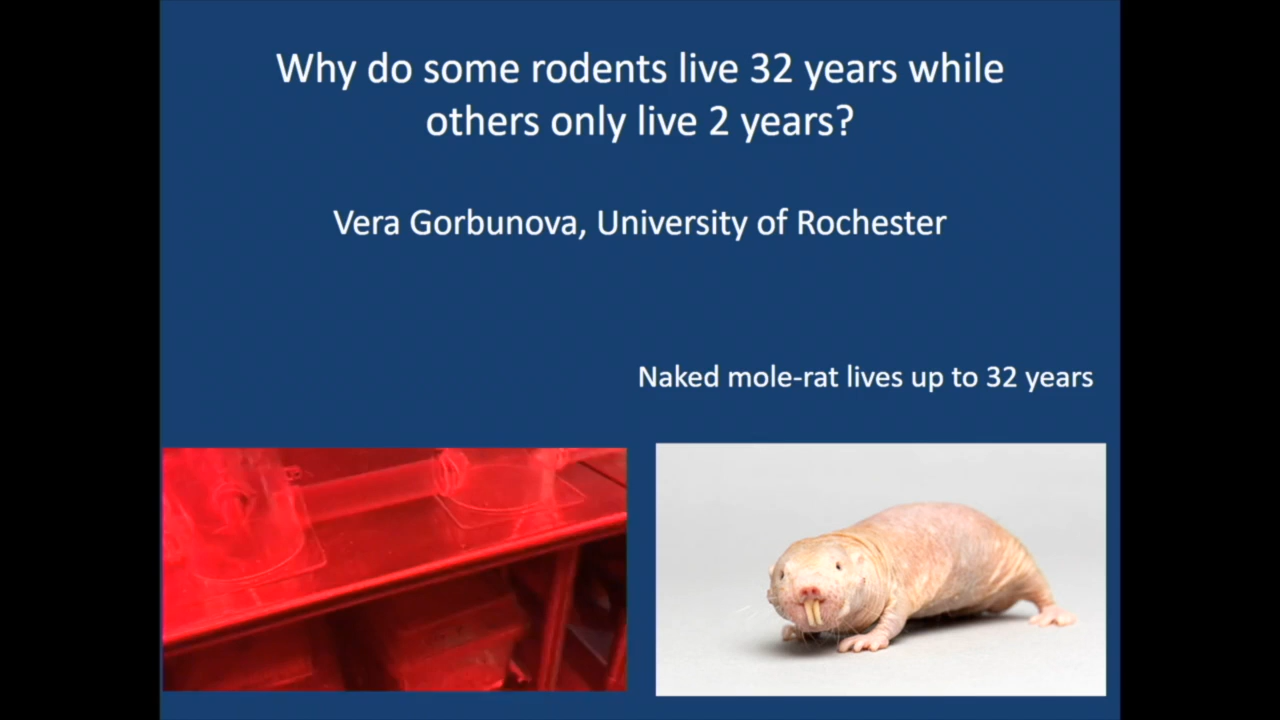 Why do some rodents live 32 years while
others only live 2 years?
Vera Gorbunova, University of Rochester
Naked mole-rat lives up to 32 years